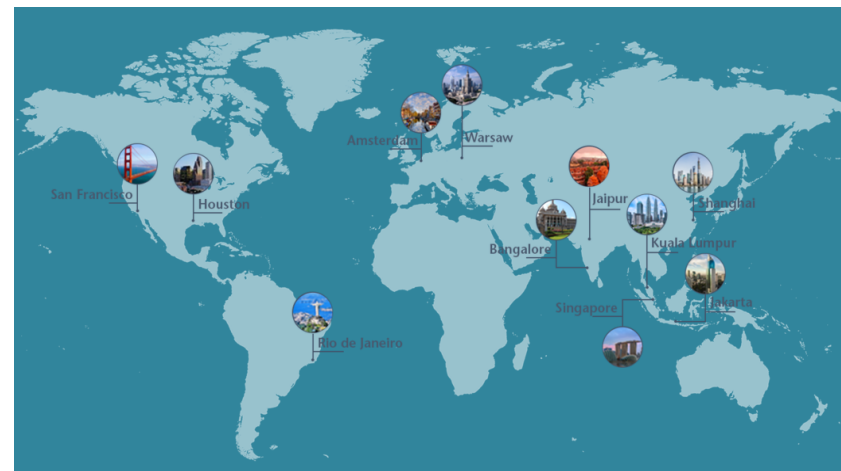 Amsterdam
Warsaw
San Francisco
Houston
Jaipur
Shanghai
Bangalore
Kuala Lumpur
Singapore
Jakarta
Rio de Janeiro